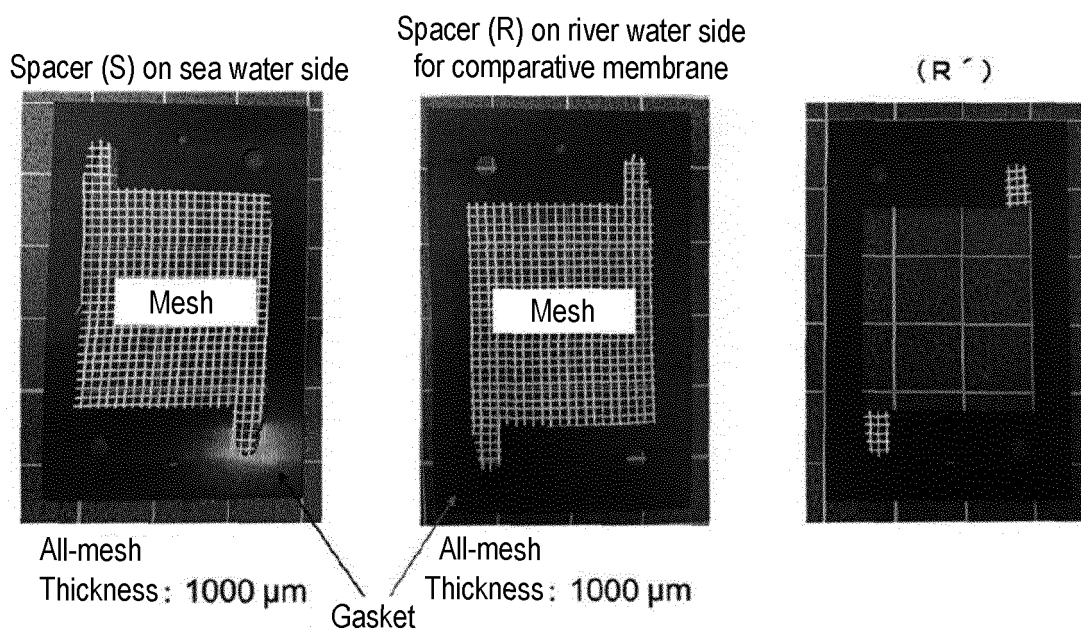 Spacer (S) on sea water side
Spacer (R) on river water side
for comparative membrane
(R´)
Mesh
Mesh
All-mesh
Thickness: 1000 μm
All-mesh
Thickness: 1000 μm
Gasket